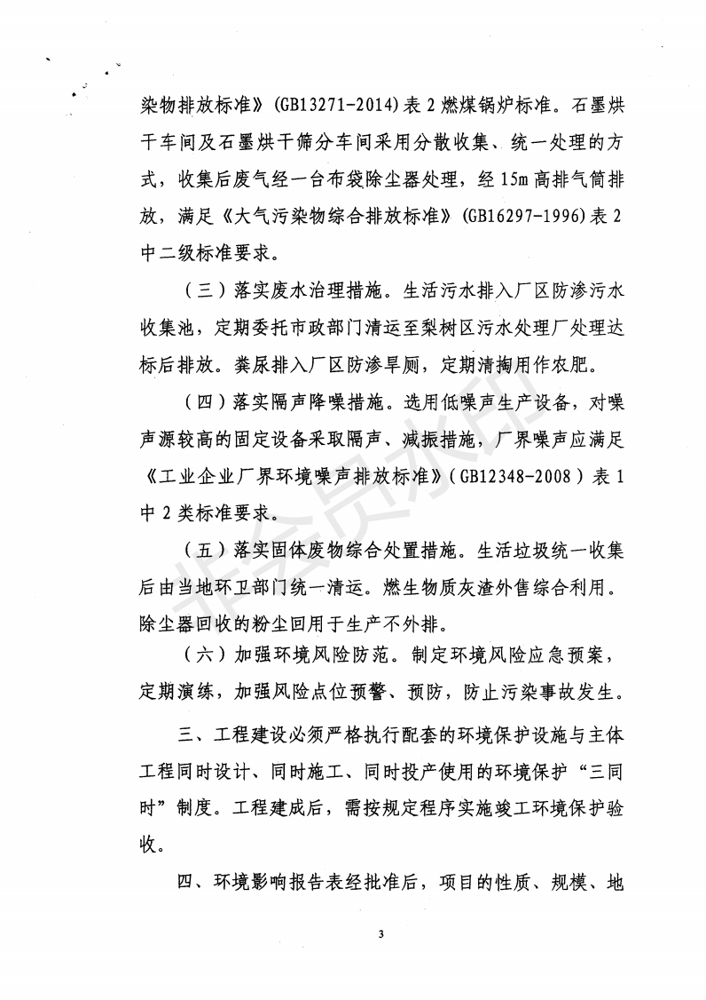 染物排放标准》(GB13271-2014)表 2 燃煤锅炉标准。石墨烘
干车间及石墨烘干筛分车间采用分散收集、统一处理的方
式，收集后废气经一台布袋除尘器处理，经 15m 高排气筒排
放，满足《大气污染物综合排放标准》(GB16297-1996)表 2
中二级标准要求。
（三）落实废水治理措施。生活污水排入厂区防渗污水
收集池，定期委托市政部门清运至梨树区污水处理厂处理达
标后排放。粪尿排入厂区防渗旱厕，定期清掏用作农肥。
（四）落实隔声降噪措施。选用低噪声生产设备，对噪
声源较高的固定设备采取隔声、减振措施，厂界噪声应满足
《工业企业厂界环境噪声排放标准》(GB12348-2008）表 1
中 2 类标准要求。
（五）落实固体废物综合处置措施。生活垃圾统一收集
后由当地环卫部门统一清运。燃生物质灰渣外售综合利用。
除尘器回收的粉尘回用于生产不外排。
（六）加强环境风险防范。制定环境风险应急预案，
定期演练，加强风险点位预警、预防，防止污染事故发生。
三、工程建设必须严格执行配套的环境保护设施与主体
工程同时设计、同时施工、同时投产使用的环境保护“三同
时”制度。工程建成后，需按规定程序实施竣工环境保护验
收。
四、环境影响报告表经批准后，项目的性质、规模、地
3
非会员水印